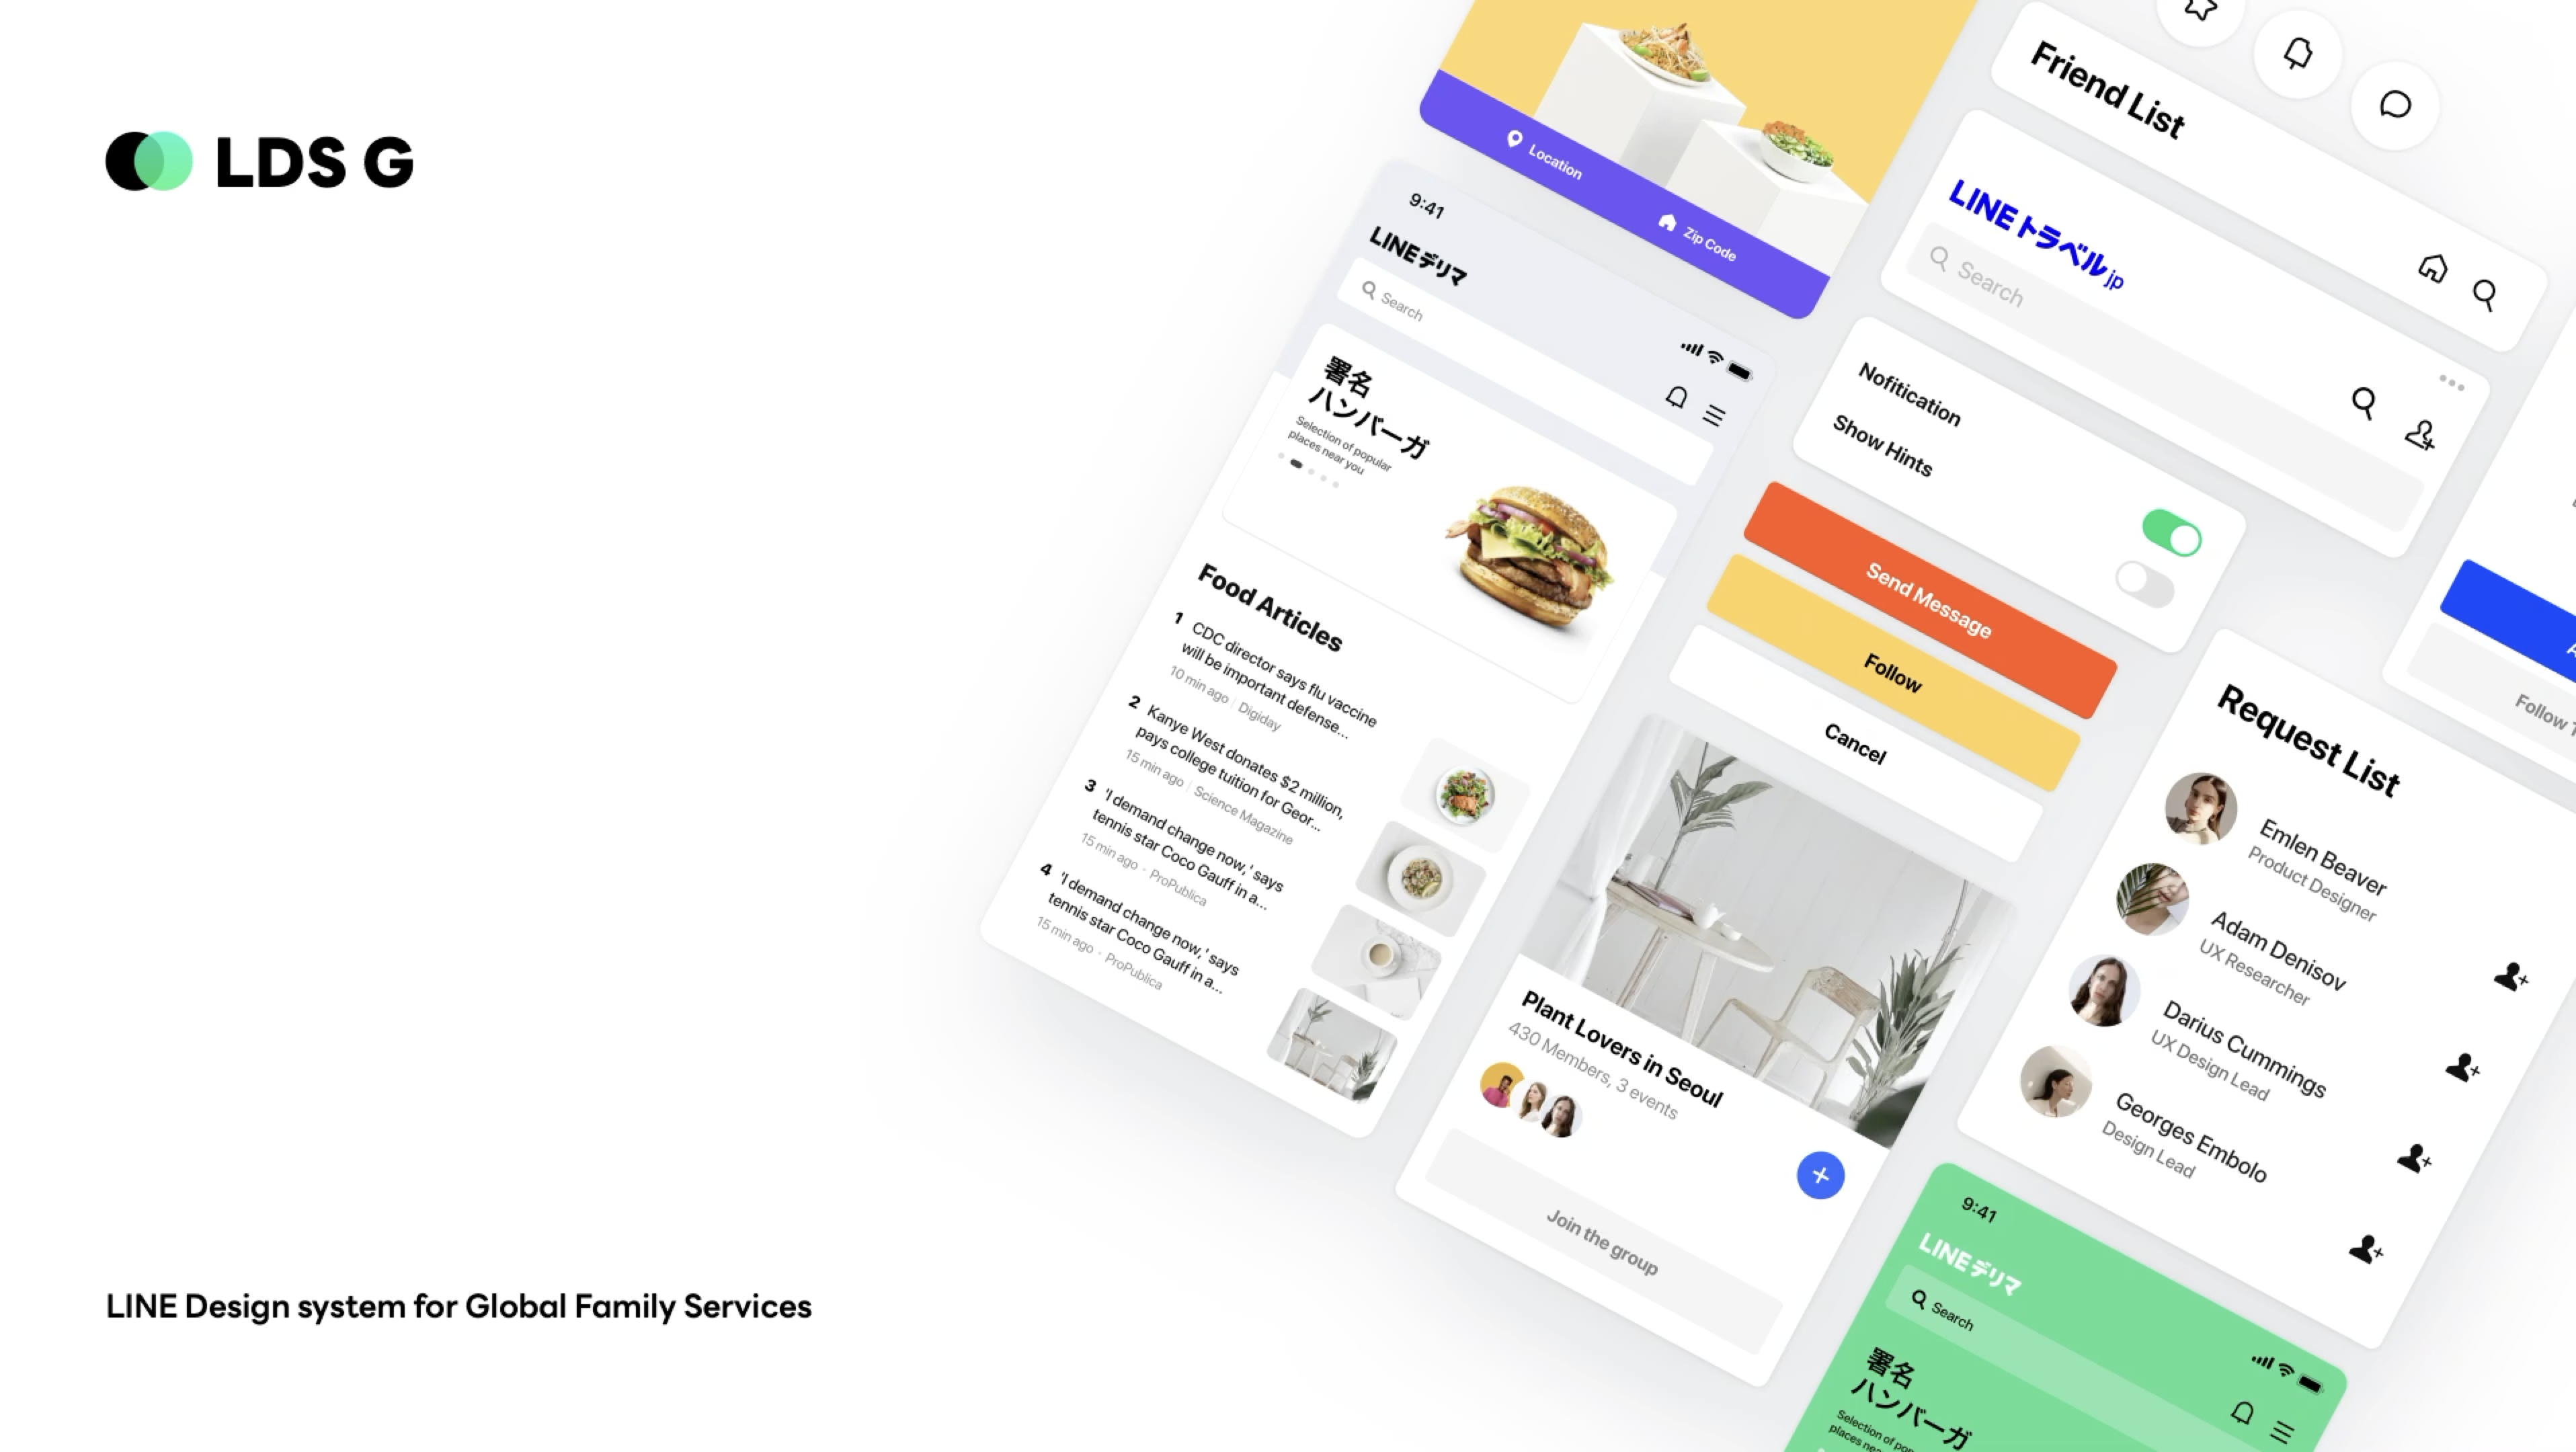 LDS G
LINE Design system for Global Family Services
Location
Zip Code
9:41
LINEデリマ
Search
署名
ハンバーガ
Selection of popular
places near you
Food Articles
1 CDC director says flu vaccine
will be important defense...
10 min ago | Digiday
2 Kanye West donates $2 million,
pays college tuition for Geor...
15 min ago | Science Magazine
3 'I demand change now,' says
tennis star Coco Gauff in a...
15 min ago · ProPublica
4 'I demand change now,' says
tennis star Coco Gauff in a...
15 min ago · ProPublica
Friend List
LINEトラベルjp
Search
Nofitication
Show Hints
Send Message
Follow
Cancel
Plant Lovers in Seoul
430 Members, 3 events
Join the group
Follow
Request List
Emlen Beaver
Product Designer
Adam Denisov
UX Researcher
Darius Cummings
UX Design Lead
Georges Embolo
Design Lead
9:41
LINEデリマ
Search
署名
ハンバーガ
Selection of pop
places nea